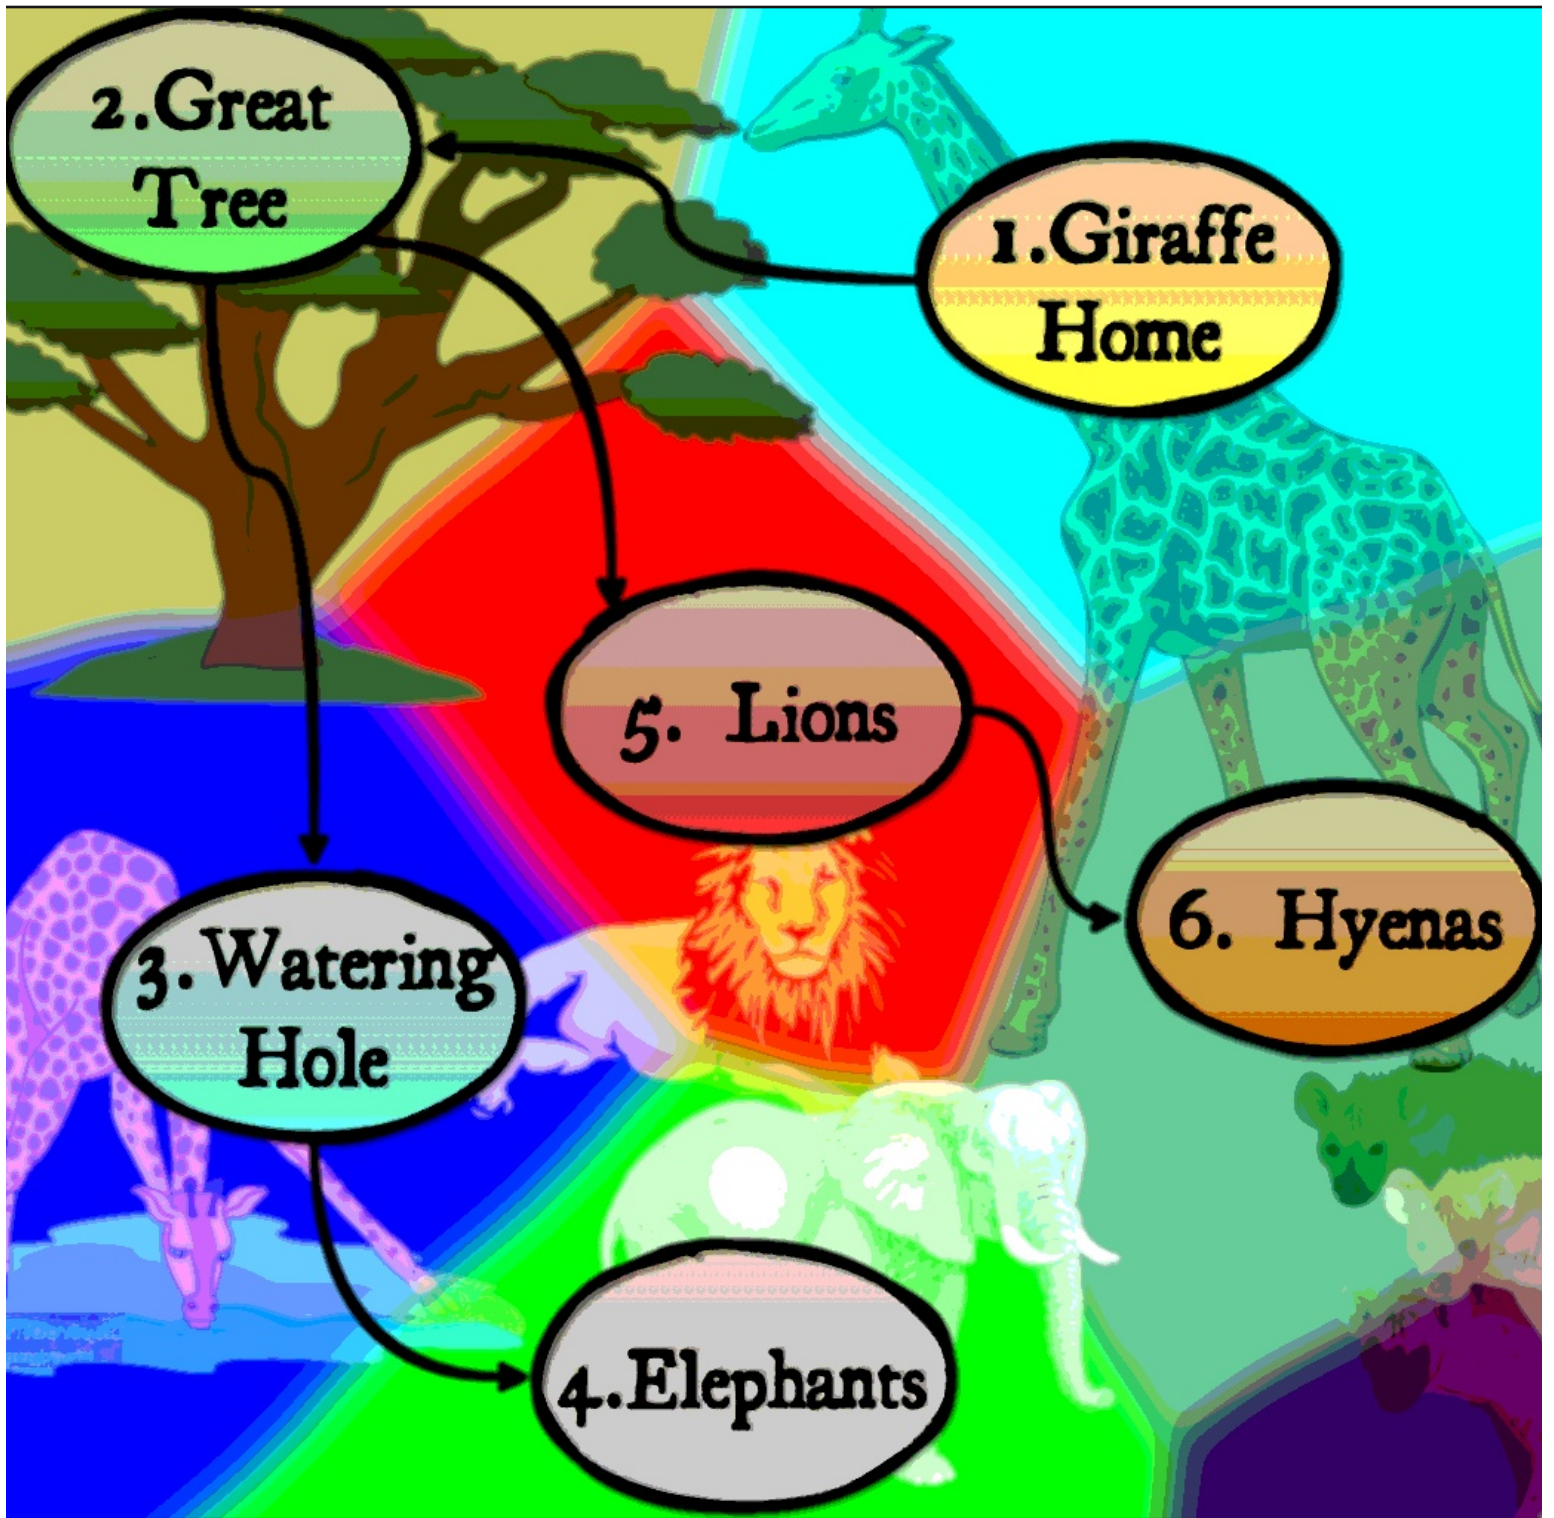 2.Great
Tree
1.Giraffe
Home
5. Lions
6. Hyenas
3.Watering
Hole
4.Elephants